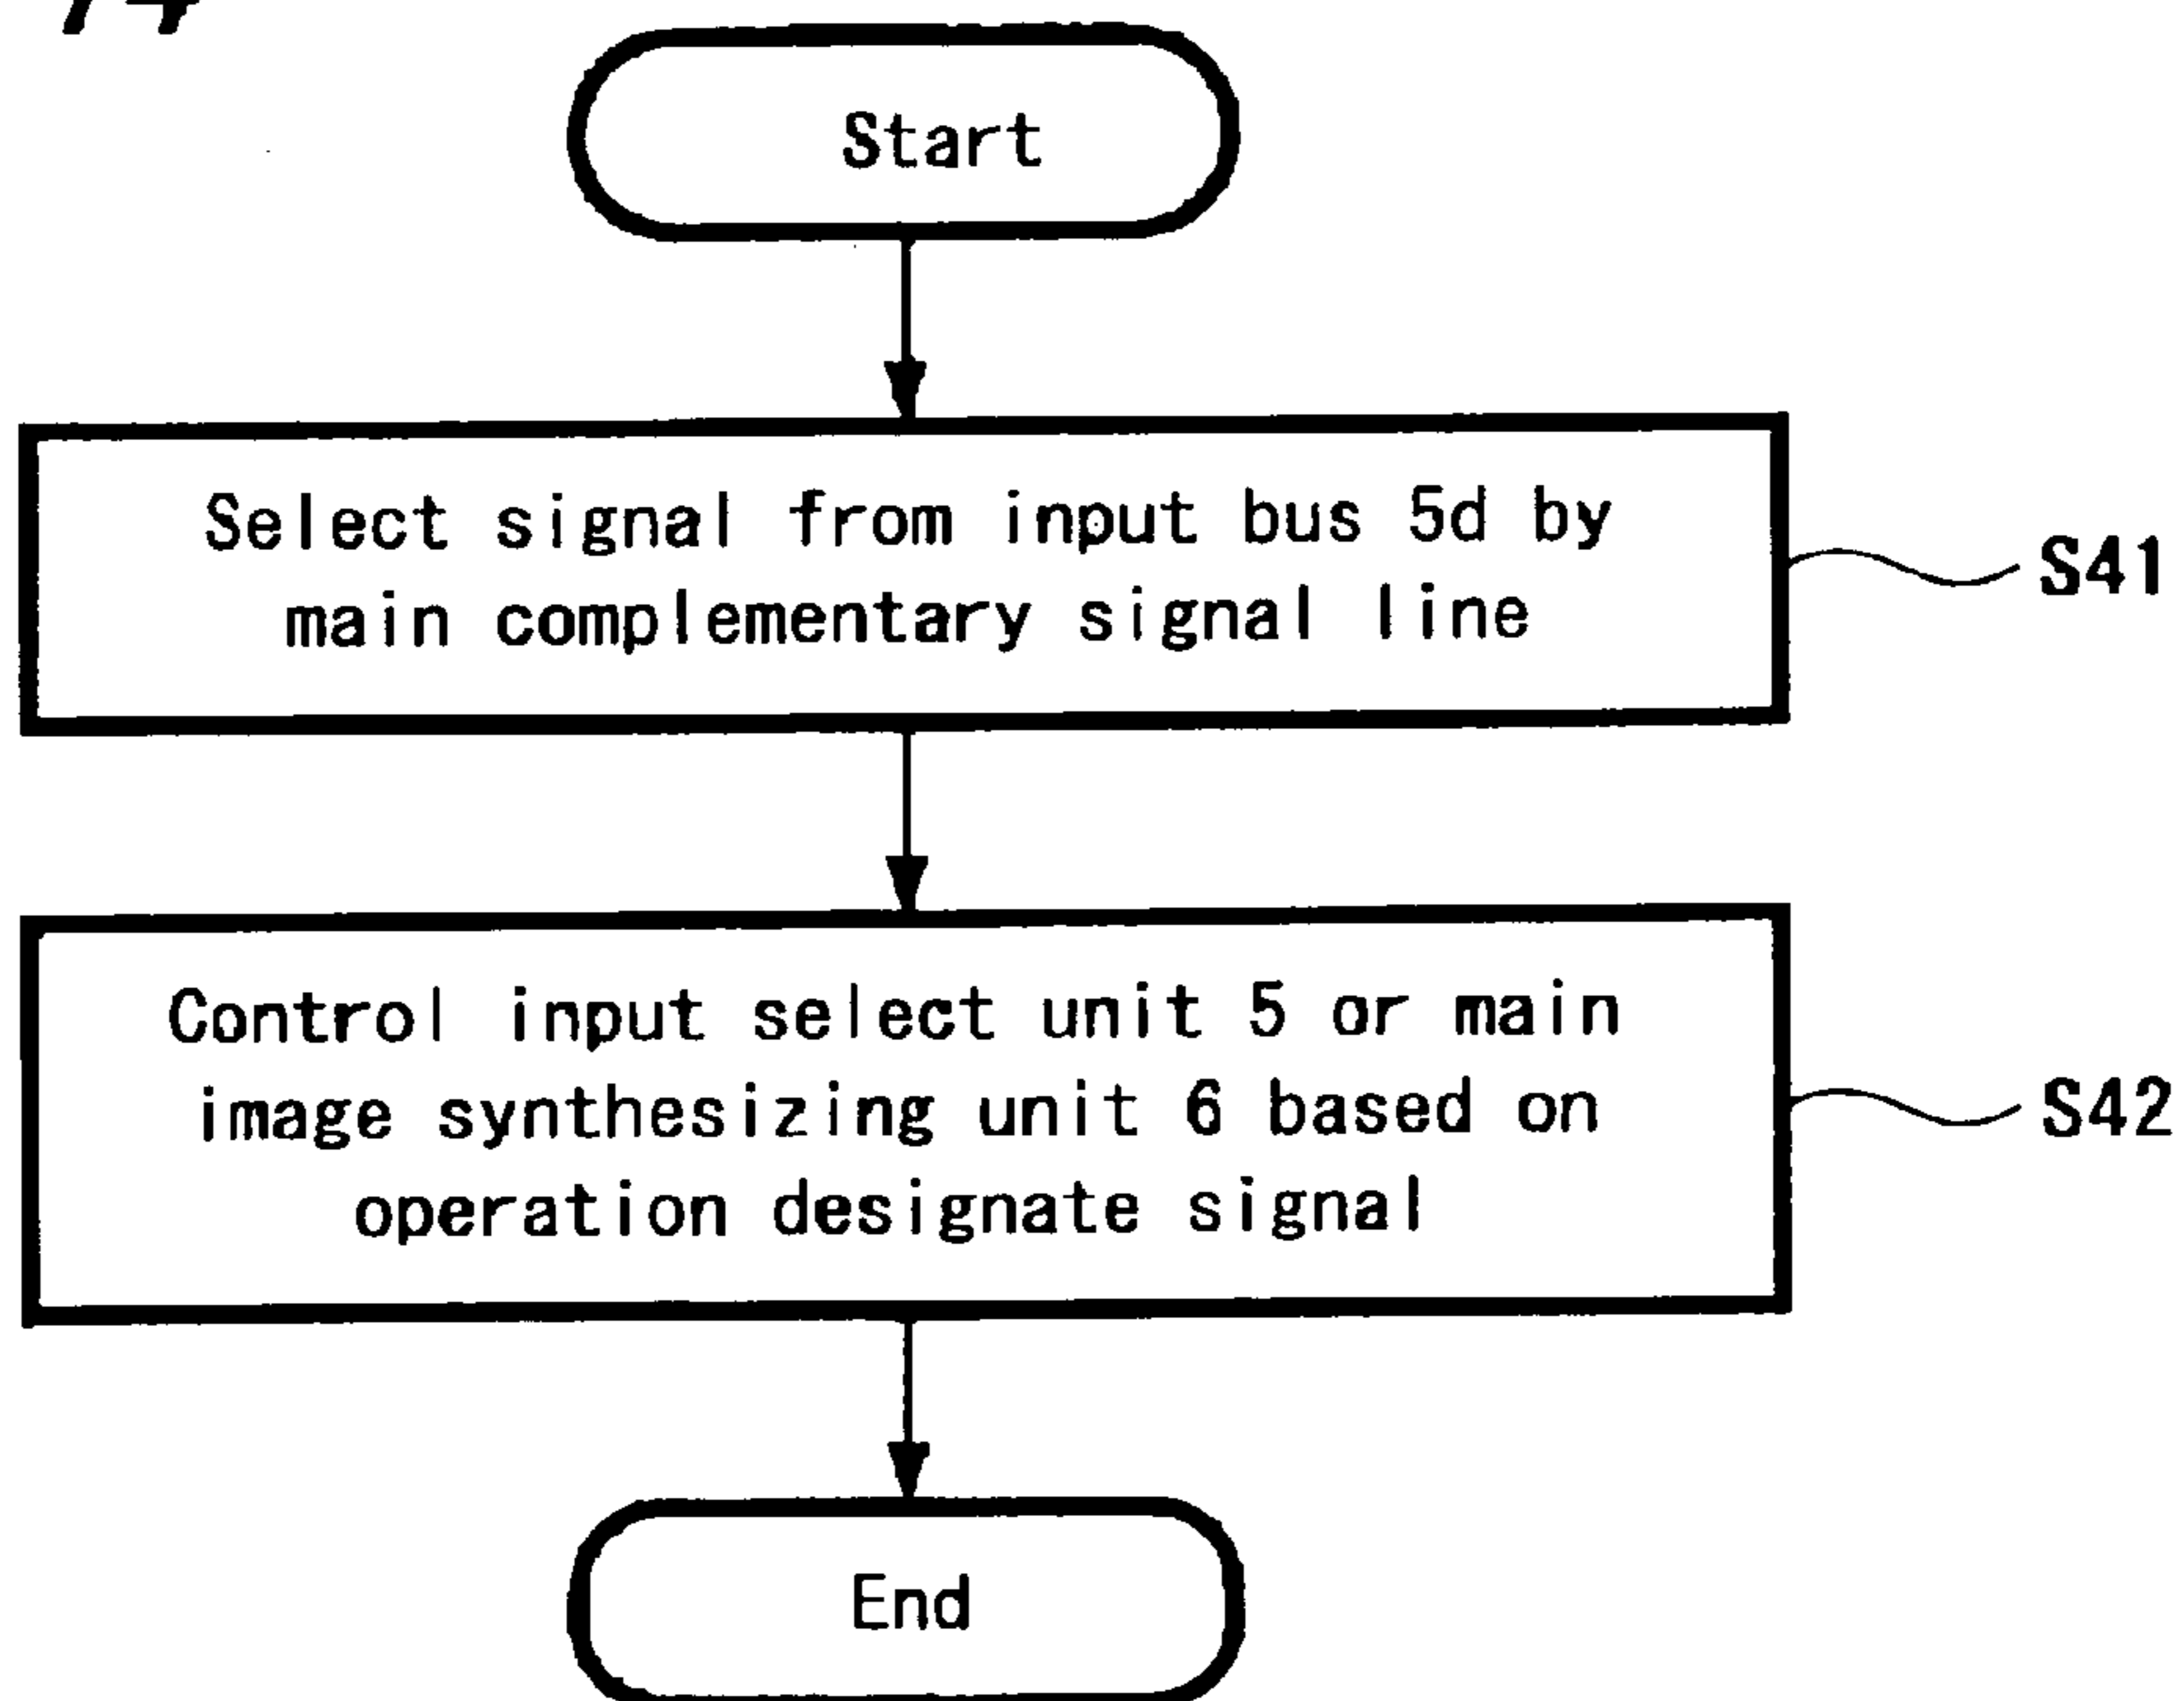 Start
Select signal from input bus 5d by
main complementary signal line
S41
Control input select unit 5 or main
image synthesizing unit 6 based on
operation designate signal
S42
End